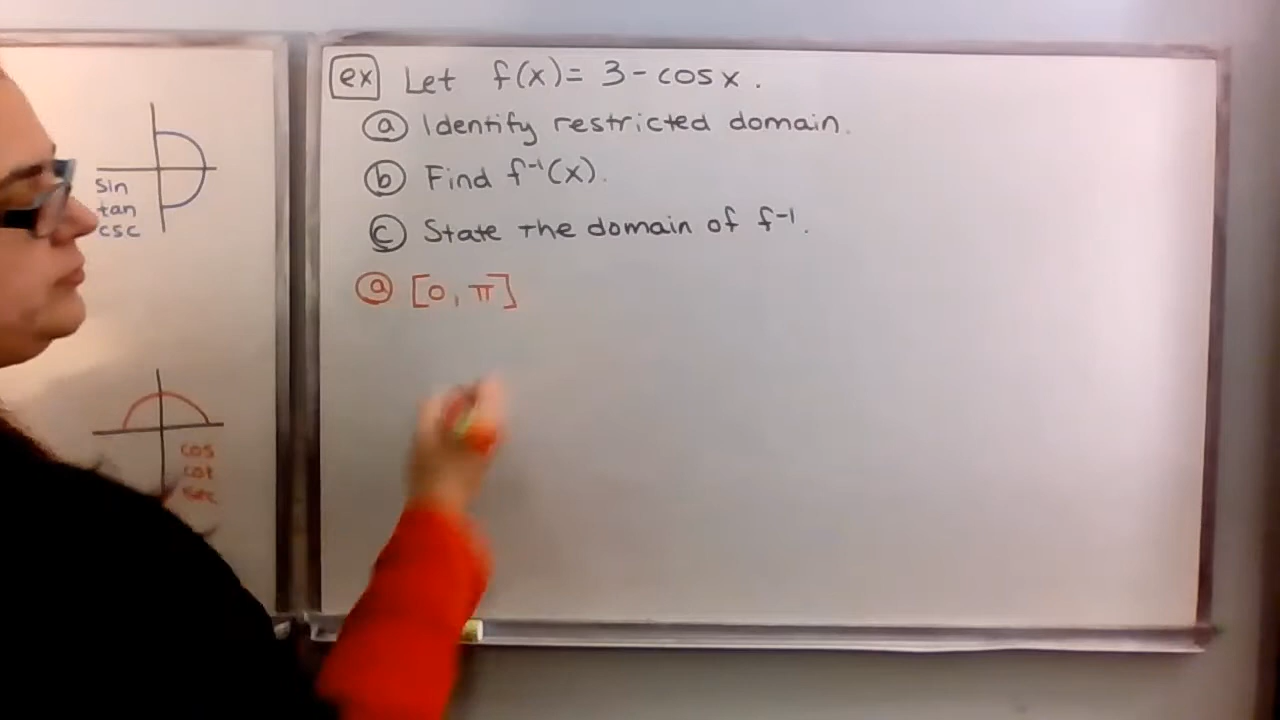 sin
tan
csc
cos
cot
sec
ex Let f(x) = 3 - cos x.
a Identify restricted domain.
b Find f⁻¹(x).
c State the domain of f⁻¹.
a [0, π]